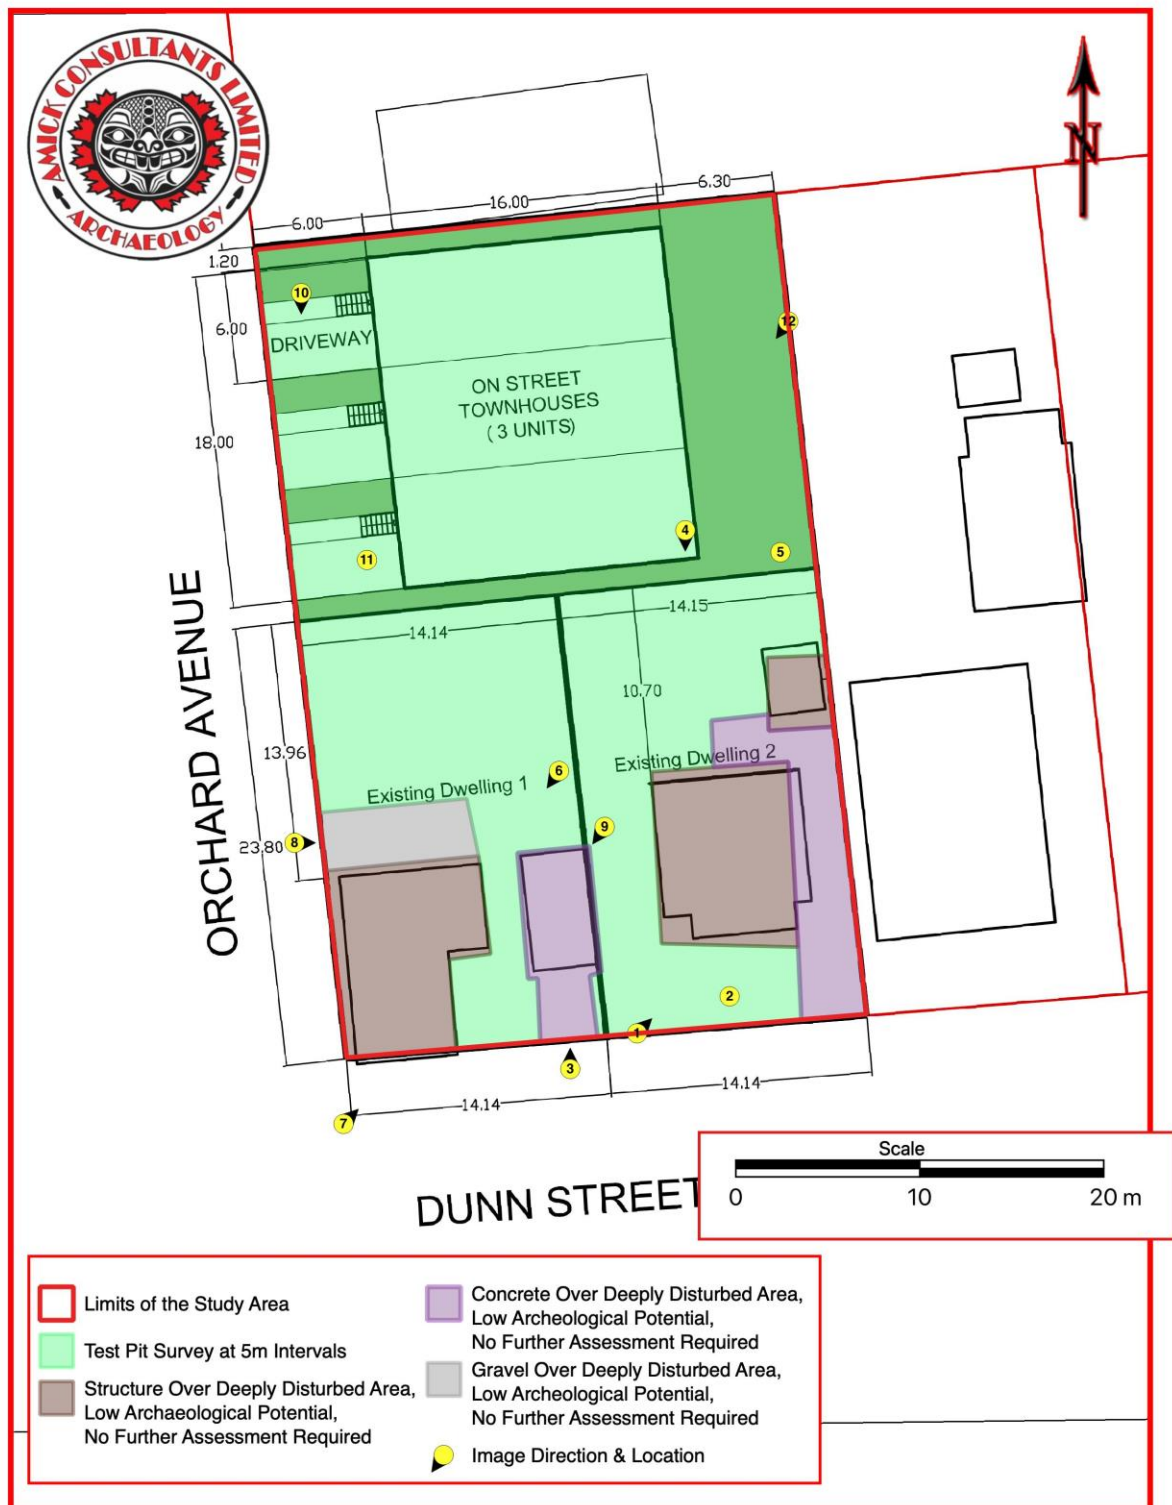 AMICK CONSULTANTS LIMITED
ARCHAEOLOGY
N
6.00
16.00
6.30
1.20
10
6.00
DRIVEWAY
12
ON STREET
TOWNHOUSES
( 3 UNITS)
18.00
4
11
5
ORCHARD AVENUE
14.14
14.15
10.70
13.96
6
Existing Dwelling 1
Existing Dwelling 2
9
8
23.80
2
1
3
14.14
14.14
7
DUNN STREET
Scale
0 10 20 m
Limits of the Study Area
Test Pit Survey at 5m Intervals
Structure Over Deeply Disturbed Area,
Low Archaeological Potential,
No Further Assessment Required
Concrete Over Deeply Disturbed Area,
Low Archeological Potential,
No Further Assessment Required
Gravel Over Deeply Disturbed Area,
Low Archeological Potential,
No Further Assessment Required
Image Direction & Location